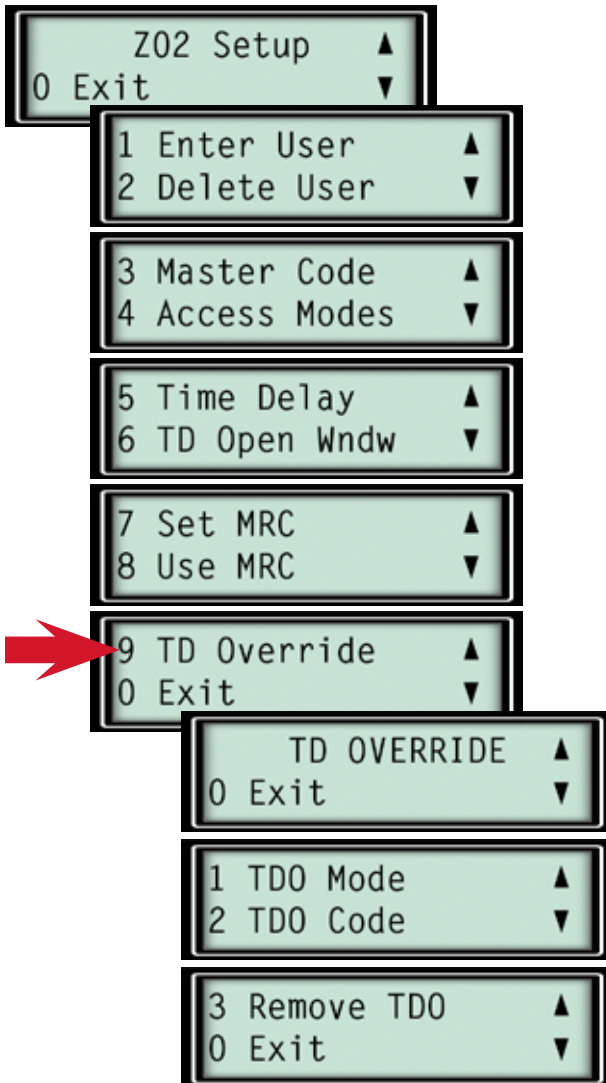 Z02 Setup ▲
0 Exit ▼
1 Enter User ▲
2 Delete User ▼
3 Master Code ▲
4 Access Modes ▼
5 Time Delay ▲
6 TD Open Wndw ▼
7 Set MRC ▲
8 Use MRC ▼
9 TD Override ▲
0 Exit ▼
TD OVERRIDE ▲
0 Exit ▼
1 TDO Mode ▲
2 TDO Code ▼
3 Remove TDO ▲
0 Exit ▼